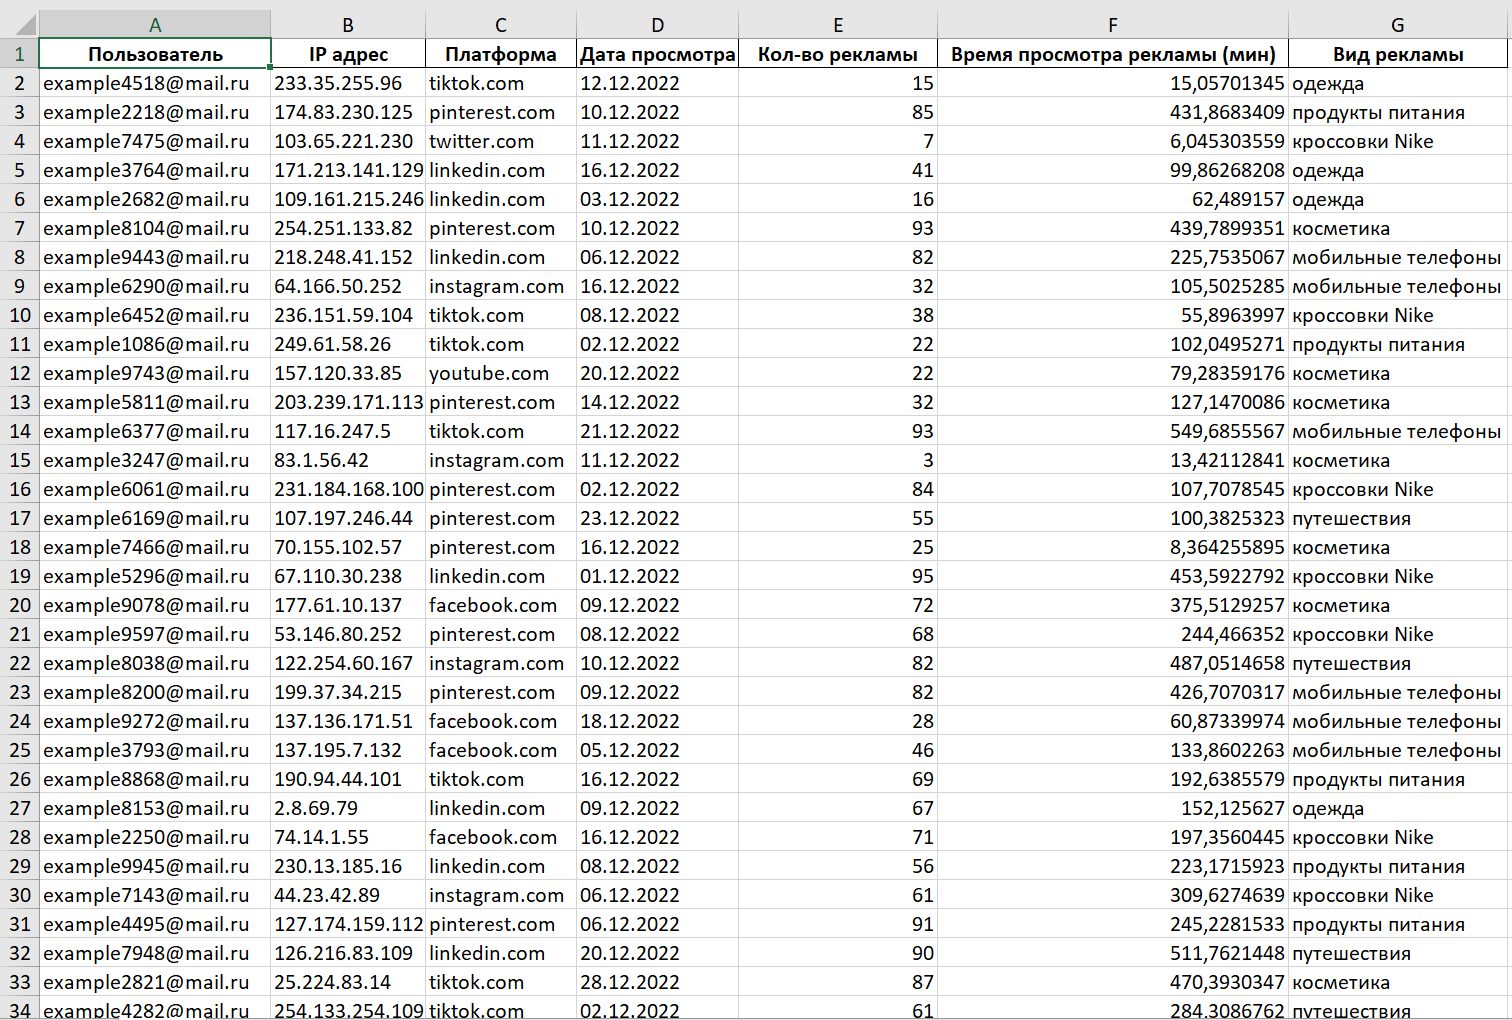 A B C D E F G
1 Пользователь IP адрес Платформа Дата просмотра Кол-во рекламы Время просмотра рекламы (мин) Вид рекламы
2 example4518@mail.ru 233.35.255.96 tiktok.com 12.12.2022 15 15,05701345 одежда
3 example2218@mail.ru 174.83.230.125 pinterest.com 10.12.2022 85 431,8683409 продукты питания
4 example7475@mail.ru 103.65.221.230 twitter.com 11.12.2022 7 6,045303559 кроссовки Nike
5 example3764@mail.ru 171.213.141.129 linkedin.com 16.12.2022 41 99,86268208 одежда
6 example2682@mail.ru 109.161.215.246 linkedin.com 03.12.2022 16 62,489157 одежда
7 example8104@mail.ru 254.251.133.82 pinterest.com 10.12.2022 93 439,7899351 косметика
8 example9443@mail.ru 218.248.41.152 linkedin.com 06.12.2022 82 225,7535067 мобильные телефоны
9 example6290@mail.ru 64.166.50.252 instagram.com 16.12.2022 32 105,5025285 мобильные телефоны
10 example6452@mail.ru 236.151.59.104 tiktok.com 08.12.2022 38 55,8963997 кроссовки Nike
11 example1086@mail.ru 249.61.58.26 tiktok.com 02.12.2022 22 102,0495271 продукты питания
12 example9743@mail.ru 157.120.33.85 youtube.com 20.12.2022 22 79,28359176 косметика
13 example5811@mail.ru 203.239.171.113 pinterest.com 14.12.2022 32 127,1470086 косметика
14 example6377@mail.ru 117.16.247.5 tiktok.com 21.12.2022 93 549,6855567 мобильные телефоны
15 example3247@mail.ru 83.1.56.42 instagram.com 11.12.2022 3 13,42112841 косметика
16 example6061@mail.ru 231.184.168.100 pinterest.com 02.12.2022 84 107,7078545 кроссовки Nike
17 example6169@mail.ru 107.197.246.44 pinterest.com 23.12.2022 55 100,3825323 путешествия
18 example7466@mail.ru 70.155.102.57 pinterest.com 16.12.2022 25 8,364255895 косметика
19 example5296@mail.ru 67.110.30.238 linkedin.com 01.12.2022 95 453,5922792 кроссовки Nike
20 example9078@mail.ru 177.61.10.137 facebook.com 09.12.2022 72 375,5129257 косметика
21 example9597@mail.ru 53.146.80.252 pinterest.com 08.12.2022 68 244,466352 кроссовки Nike
22 example8038@mail.ru 122.254.60.167 instagram.com 10.12.2022 82 487,0514658 путешествия
23 example8200@mail.ru 199.37.34.215 pinterest.com 09.12.2022 82 426,7070317 мобильные телефоны
24 example9272@mail.ru 137.136.171.51 facebook.com 18.12.2022 28 60,87339974 мобильные телефоны
25 example3793@mail.ru 137.195.7.132 facebook.com 05.12.2022 46 133,8602263 мобильные телефоны
26 example8868@mail.ru 190.94.44.101 tiktok.com 16.12.2022 69 192,6385579 продукты питания
27 example8153@mail.ru 2.8.69.79 linkedin.com 09.12.2022 67 152,125627 одежда
28 example2250@mail.ru 74.14.1.55 facebook.com 16.12.2022 71 197,3560445 кроссовки Nike
29 example9945@mail.ru 230.13.185.16 linkedin.com 08.12.2022 56 223,1715923 продукты питания
30 example7143@mail.ru 44.23.42.89 instagram.com 06.12.2022 61 309,6274639 кроссовки Nike
31 example4495@mail.ru 127.174.159.112 pinterest.com 06.12.2022 91 245,2281533 продукты питания
32 example7948@mail.ru 126.216.83.109 linkedin.com 20.12.2022 90 511,7621448 путешествия
33 example2821@mail.ru 25.224.83.14 tiktok.com 28.12.2022 87 470,3930347 косметика
34 example4282@mail.ru 254.133.254.109 tiktok.com 02.12.2022 61 284,3086762 путешествия